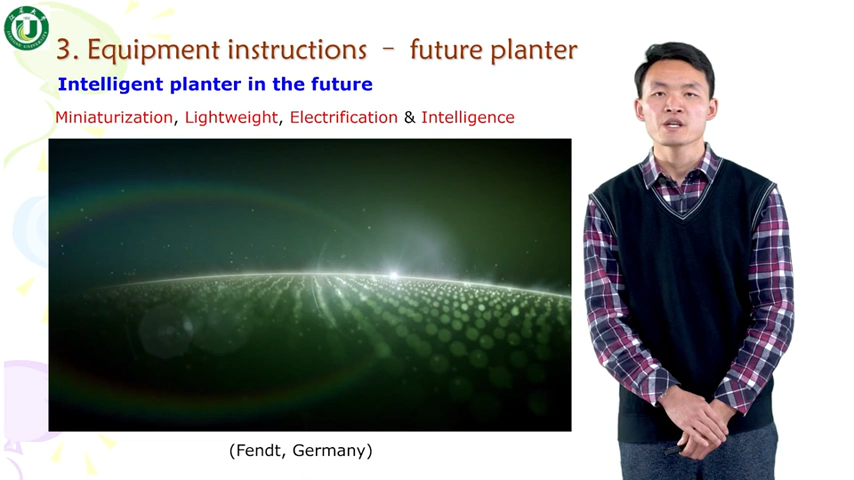 3. Equipment instructions – future planter
Intelligent planter in the future
Miniaturization, Lightweight, Electrification & Intelligence
(Fendt, Germany)